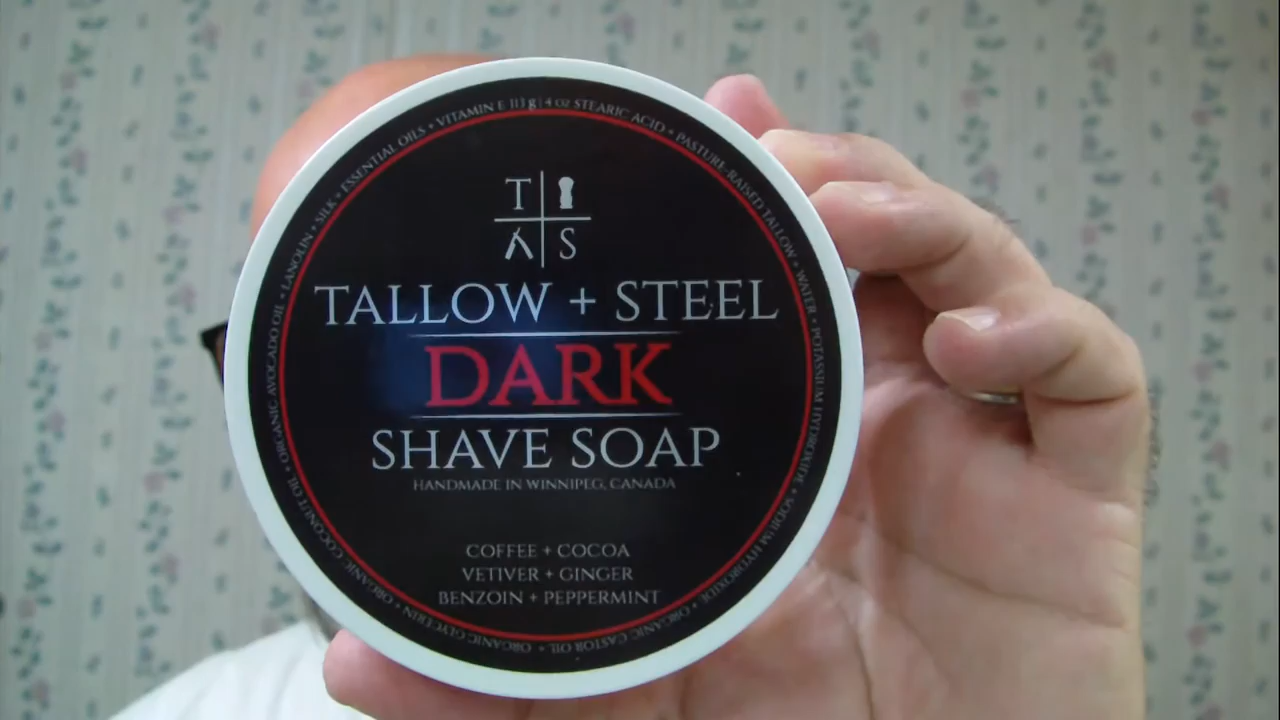 T
S
TALLOW + STEEL
DARK
SHAVE SOAP
HANDMADE IN WINNIPEG, CANADA
COFFEE + COCOA
VETIVER + GINGER
BENZOIN + PEPPERMINT
113 g | 4 oz STEARIC ACID • PASTURE-RAISED TALLOW • WATER • POTASSIUM HYDROXIDE • SODIUM HYDROXIDE • ORGANIC CASTOR OIL • ORGANIC GLYCERIN • ORGANIC COCONUT OIL • ORGANIC AVOCADO OIL • LANOLIN • SILK • ESSENTIAL OILS • VITAMIN E